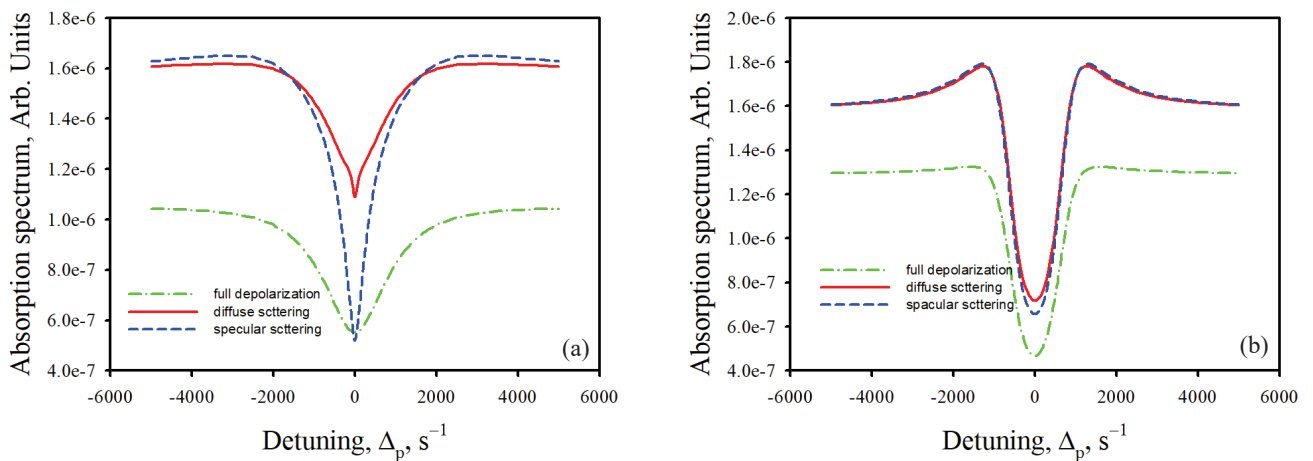 Absorption spectrum, Arb. Units
1.8e-6
1.6e-6
1.4e-6
1.2e-6
1.0e-6
8.0e-7
6.0e-7
4.0e-7
full depolarization
diffuse scttering
specular scttering
(a)
-6000 -4000 -2000 0 2000 4000 6000
Detuning, Δp, s⁻¹
Absorption spectrum, Arb. Units
2.0e-6
1.8e-6
1.6e-6
1.4e-6
1.2e-6
1.0e-6
8.0e-7
6.0e-7
4.0e-7
full depolarization
diffuse scttering
spacular scttering
(b)
-6000 -4000 -2000 0 2000 4000 6000
Detuning, Δp, s⁻¹